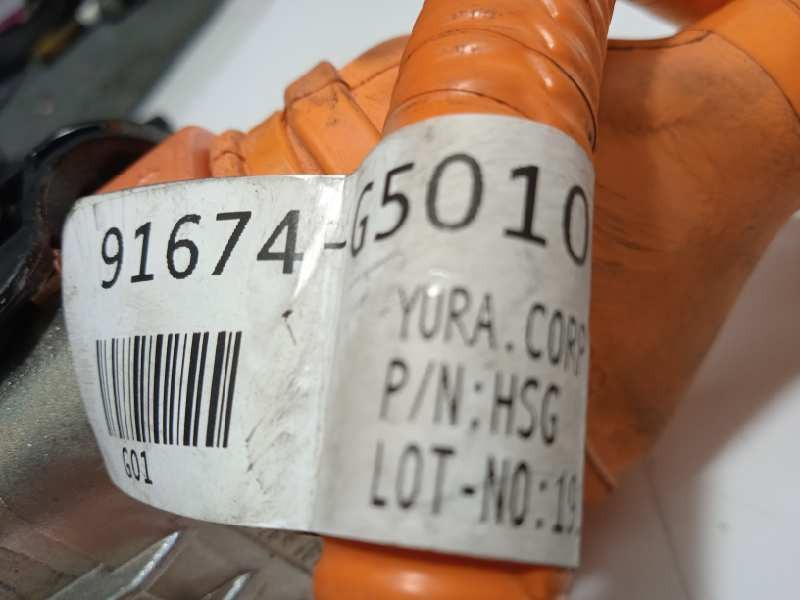 91674-G5010
YURA.CORP
P/N:HSG
LOT-NO:19
G01